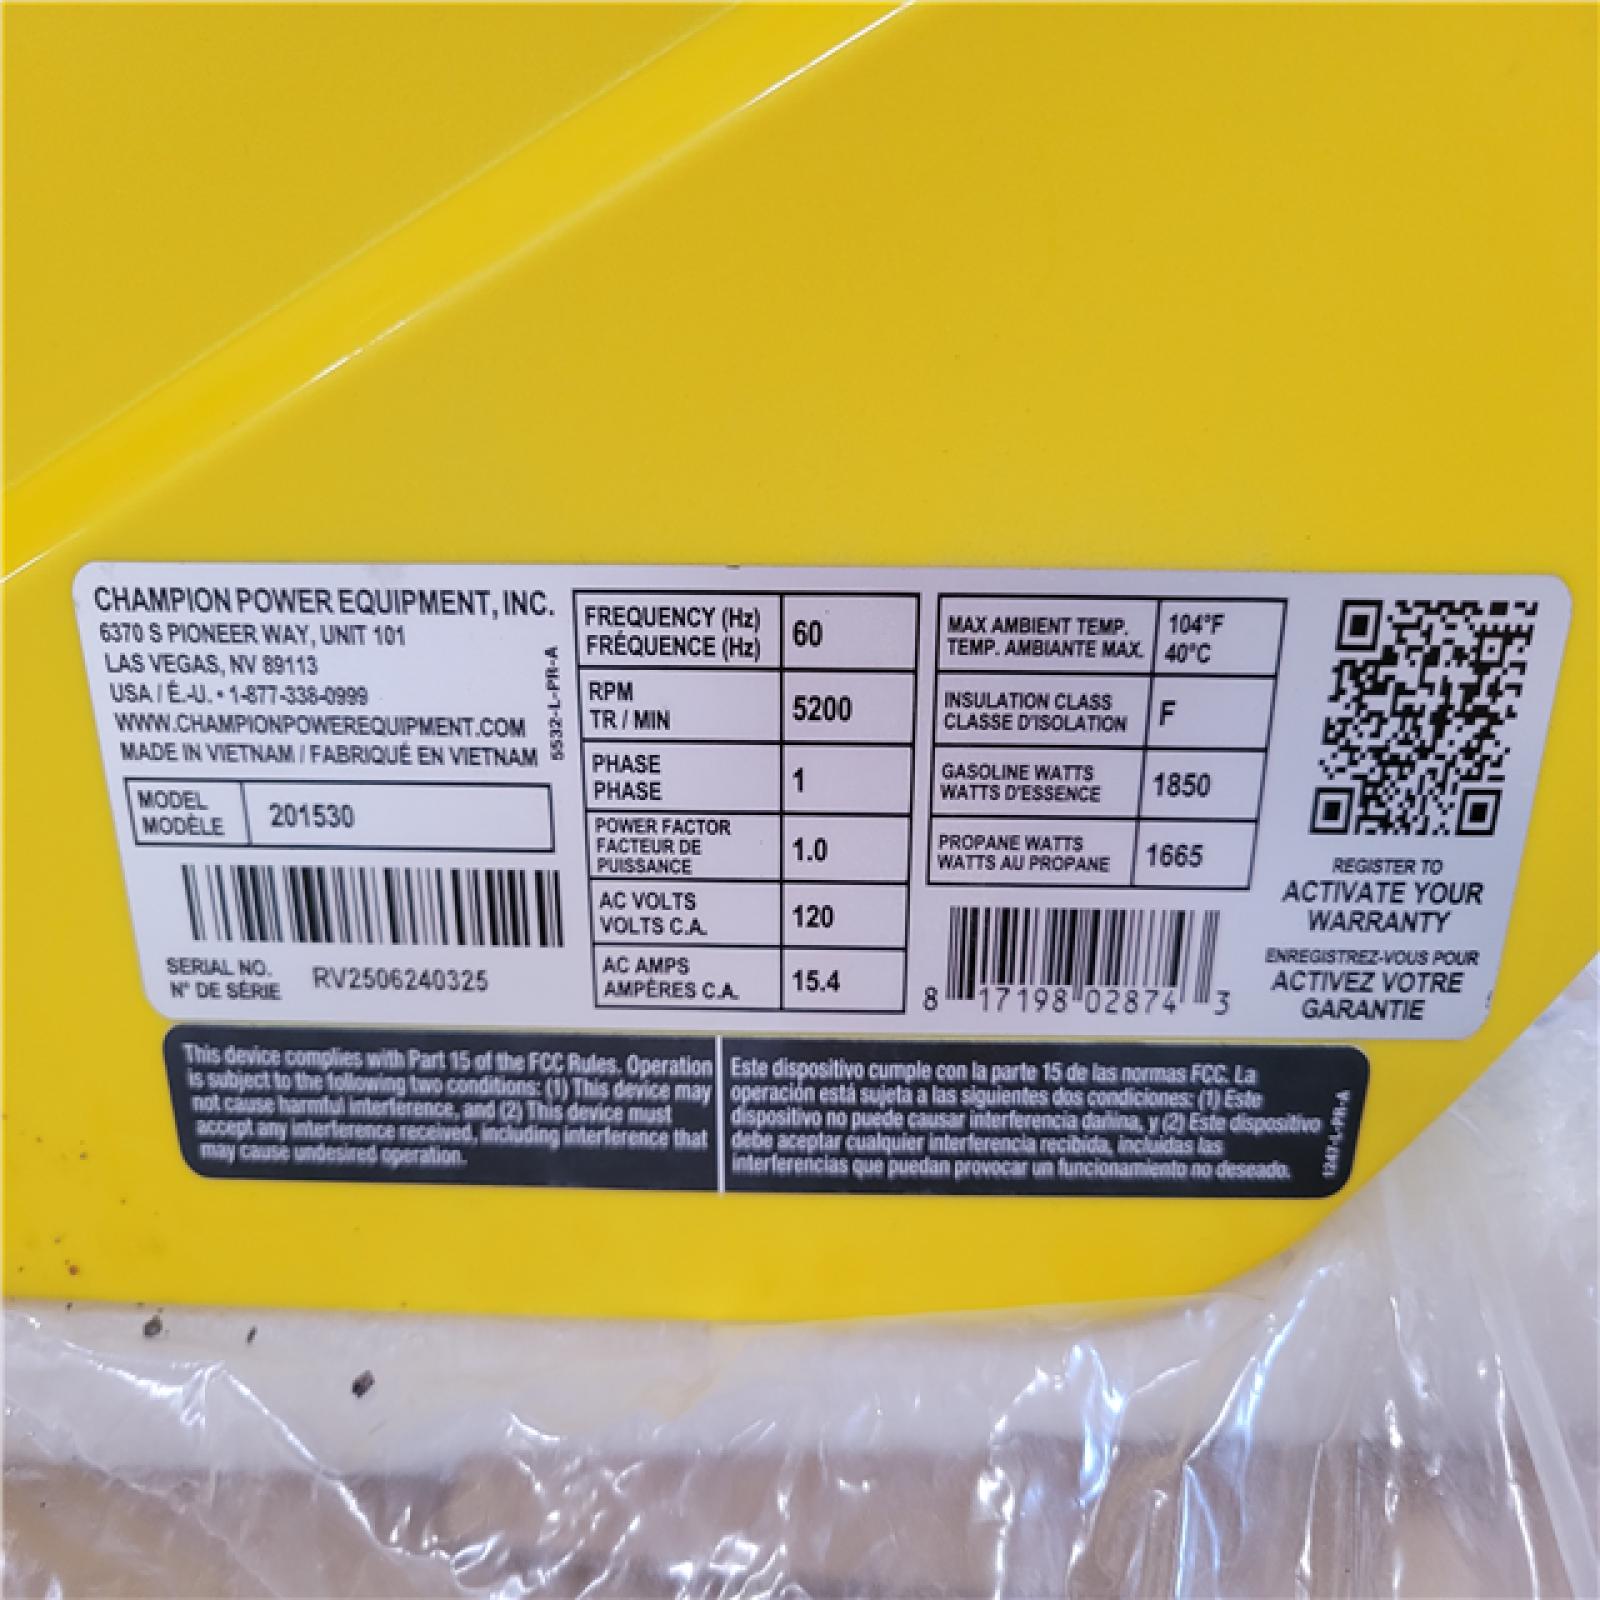 CHAMPION POWER EQUIPMENT, INC.
6370 S PIONEER WAY, UNIT 101
LAS VEGAS, NV 89113
USA / É.-U. • 1-877-338-0999
WWW.CHAMPIONPOWEREQUIPMENT.COM
MADE IN VIETNAM / FABRIQUÉ EN VIETNAM
5532-L-PR-A
MODEL
MODÈLE
201530
SERIAL NO.
N° DE SÉRIE
RV2506240325
FREQUENCY (Hz)
FRÉQUENCE (Hz)
60
RPM
TR / MIN
5200
PHASE
PHASE
1
POWER FACTOR
FACTEUR DE
PUISSANCE
1.0
AC VOLTS
VOLTS C.A.
120
AC AMPS
AMPÈRES C.A.
15.4
MAX AMBIENT TEMP.
TEMP. AMBIANTE MAX.
104°F
40°C
INSULATION CLASS
CLASSE D'ISOLATION
F
GASOLINE WATTS
WATTS D'ESSENCE
1850
PROPANE WATTS
WATTS AU PROPANE
1665
8 17198 02874 3
REGISTER TO
ACTIVATE YOUR
WARRANTY
ENREGISTREZ-VOUS POUR
ACTIVEZ VOTRE
GARANTIE
This device complies with Part 15 of the FCC Rules. Operation
is subject to the following two conditions: (1) This device may
not cause harmful interference, and (2) This device must
accept any interference received, including interference that
may cause undesired operation.
Este dispositivo cumple con la parte 15 de las normas FCC. La
operación está sujeta a las siguientes dos condiciones: (1) Este
dispositivo no puede causar interferencia dañina, y (2) Este dispositivo
debe aceptar cualquier interferencia recibida, incluidas las
interferencias que puedan provocar un funcionamiento no deseado.
1247-L-PR-A